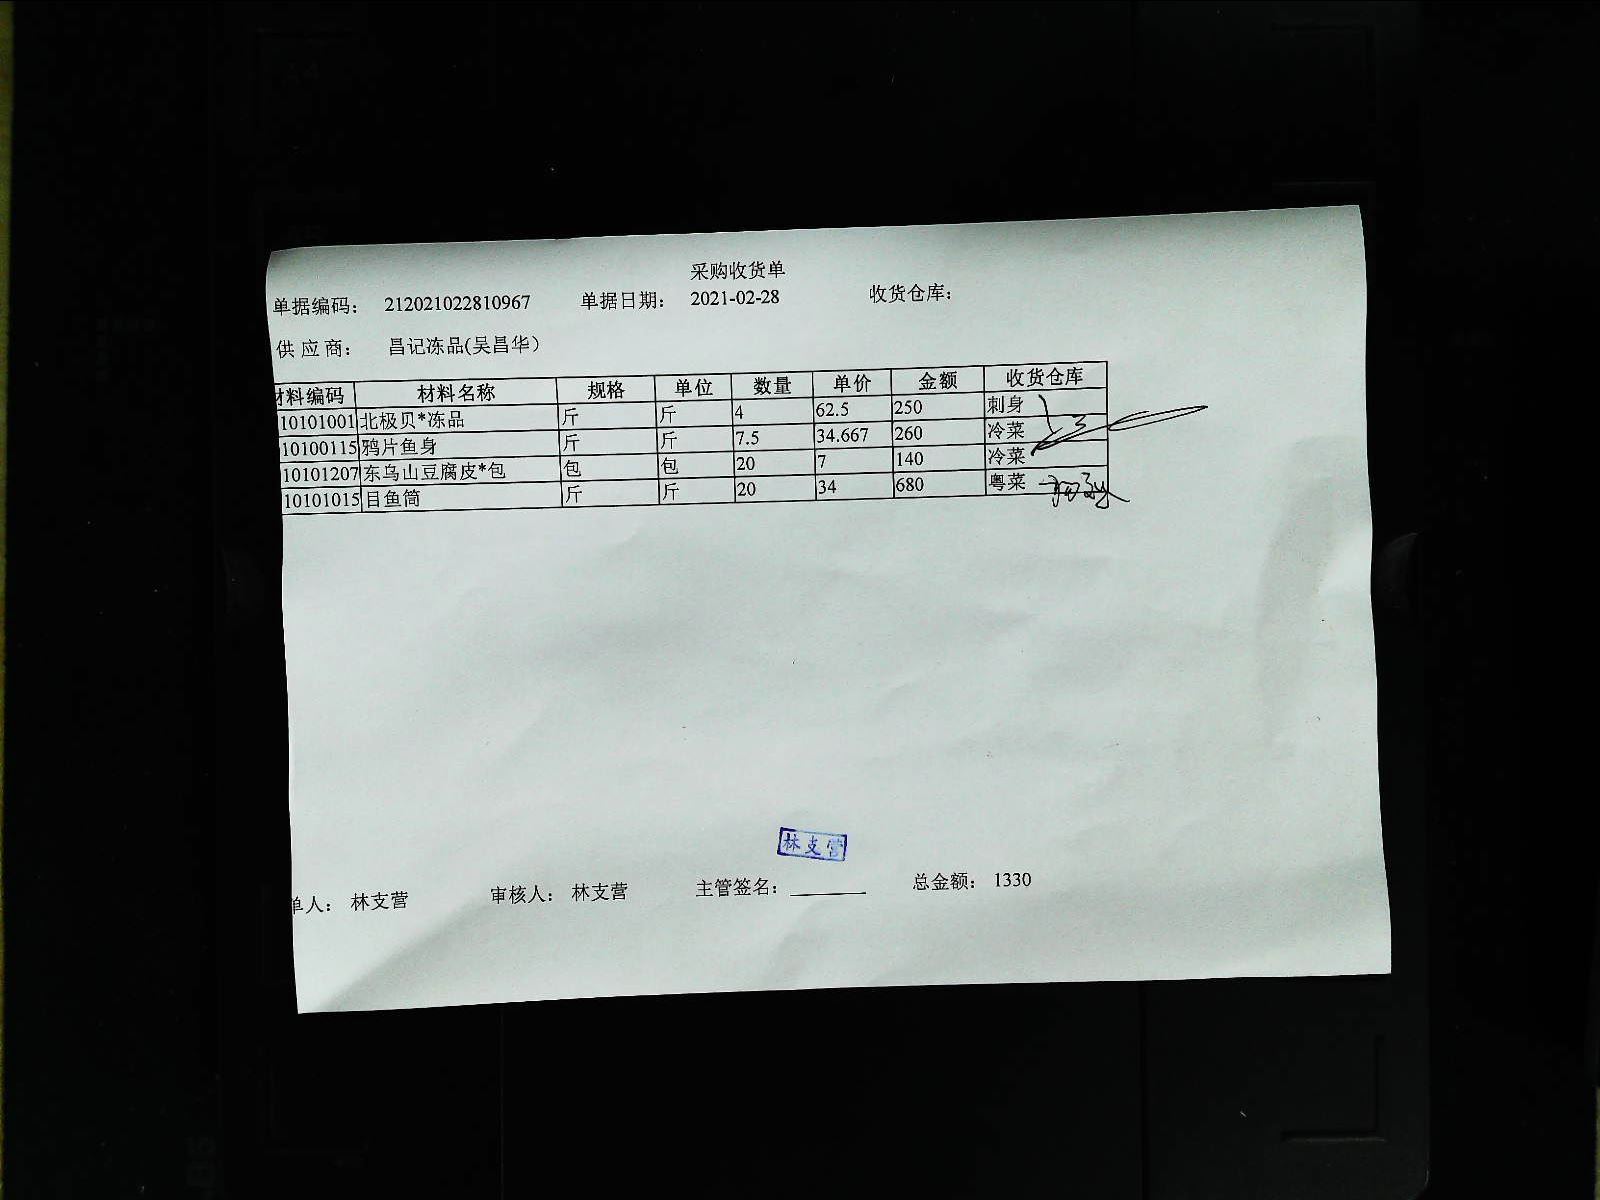 采购收货单
单据编码： 212021022810967 单据日期： 2021-02-28 收货仓库：
供应商： 昌记冻品(吴昌华)
材料编码 材料名称 规格 单位 数量 单价 金额 收货仓库
10101001 北极贝*冻品 斤 斤 4 62.5 250 刺身
10100115 鸦片鱼身 斤 斤 7.5 34.667 260 冷菜
10101207 东乌山豆腐皮*包 包 包 20 7 140 冷菜
10101015 目鱼筒 斤 斤 20 34 680 粤菜
林支营
单人： 林支营 审核人： 林支营 主管签名： 总金额： 1330